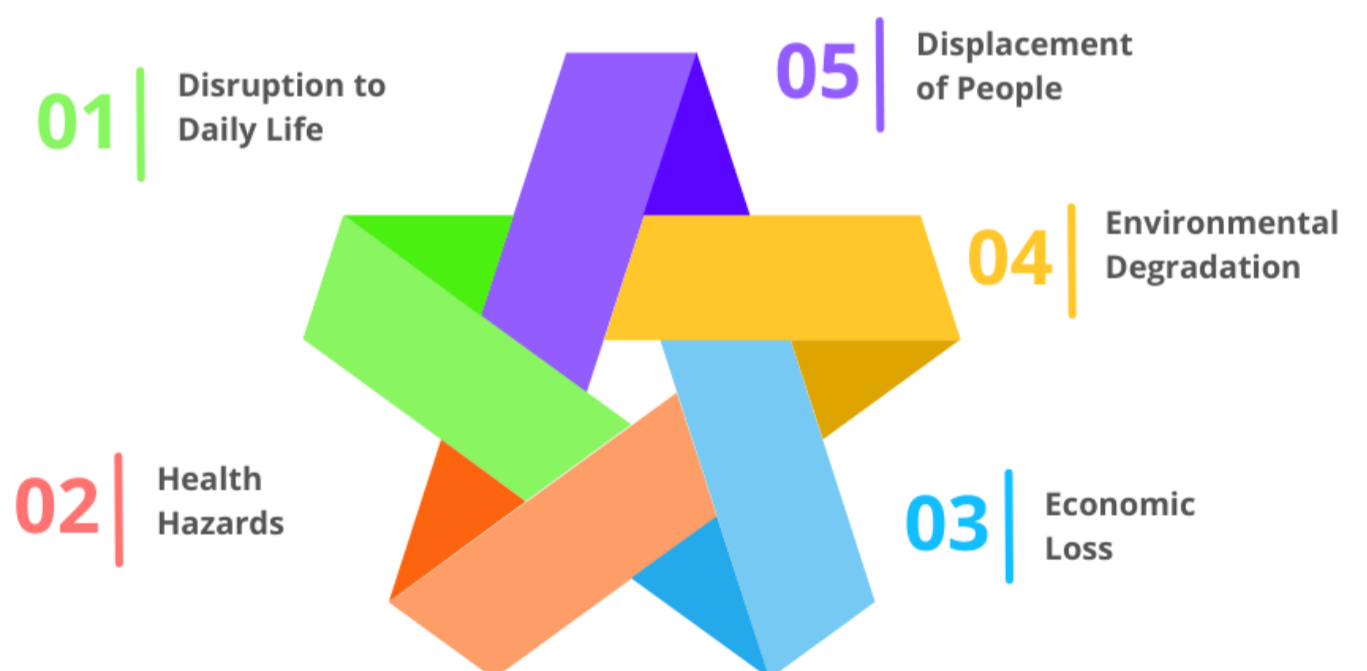 01
Disruption to
Daily Life
02
Health
Hazards
03
Economic
Loss
04
Environmental
Degradation
05
Displacement
of People